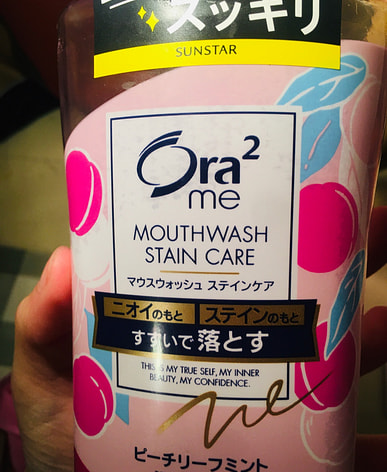 スッキリ
SUNSTAR
Ora²
me
MOUTHWASH
STAIN CARE
マウスウォッシュ ステインケア
ニオイのもと ステインのもと
すすいで落とす
THIS IS MY TRUE SELF, MY INNER
BEAUTY, MY CONFIDENCE.
me
ピーチリーフミント